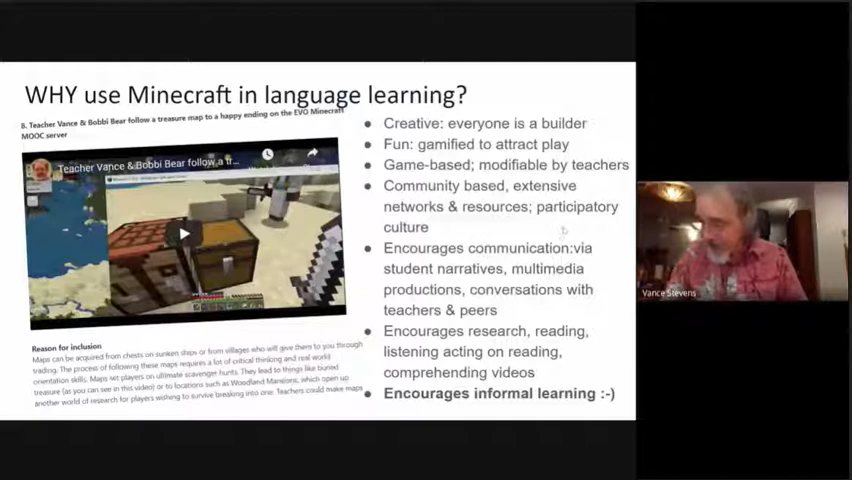 WHY use Minecraft in language learning?
B. Teacher Vance & Bobbi Bear follow a treasure map to a happy ending on the EVO Minecraft
MOOC server
Teacher Vance & Bobbi Bear follow a tr...
Reason for inclusion
Maps can be acquired from chests on sunken ships or from villages who will give them to you through
trading. The process of following these maps requires a lot of critical thinking and real world
orientation skills. Maps set players on ultimate scavenger hunts. They lead to things like buried
treasure (as you can see in this video) or to locations such as Woodland Mansions, which open up
another world of research for players wishing to survive breaking into one. Teachers could make maps
● Creative: everyone is a builder
● Fun: gamified to attract play
● Game-based; modifiable by teachers
● Community based, extensive
networks & resources; participatory
culture
● Encourages communication:via
student narratives, multimedia
productions, conversations with
teachers & peers
● Encourages research, reading,
listening acting on reading,
comprehending videos
● Encourages informal learning :-)
Vance Stevens